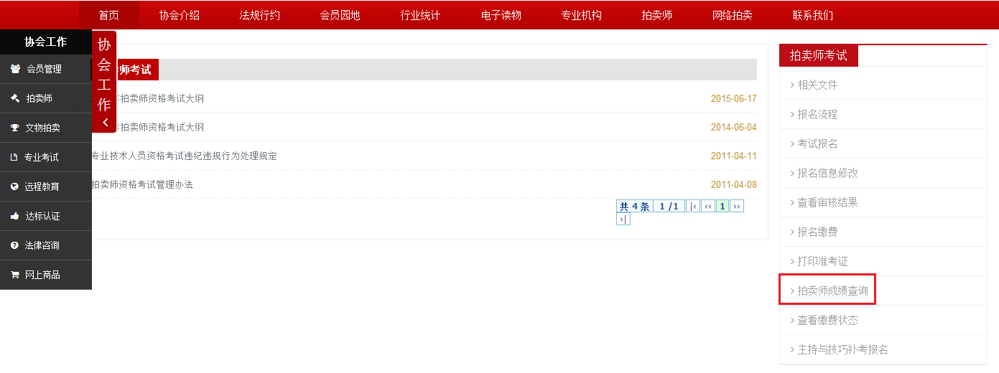 首页 协会介绍 法规行约 会员园地 行业统计 电子读物 专业机构 拍卖师 网络拍卖 联系我们
协会工作
会员管理
拍卖师
文物拍卖
专业考试
远程教育
达标认证
法律咨询
网上商品
协会工作
师考试
拍卖师资格考试大纲 2015-06-17
拍卖师资格考试大纲 2014-06-04
专业技术人员资格考试违纪违规行为处理规定 2011-04-11
拍卖师资格考试管理办法 2011-04-08
共 4 条 1 /1 |‹ ‹‹ 1 ››
›|
拍卖师考试
› 相关文件
› 报名流程
› 考试报名
› 报名信息修改
› 查看审核结果
› 报名缴费
› 打印准考证
› 拍卖师成绩查询
› 查看缴费状态
› 主持与技巧补考报名